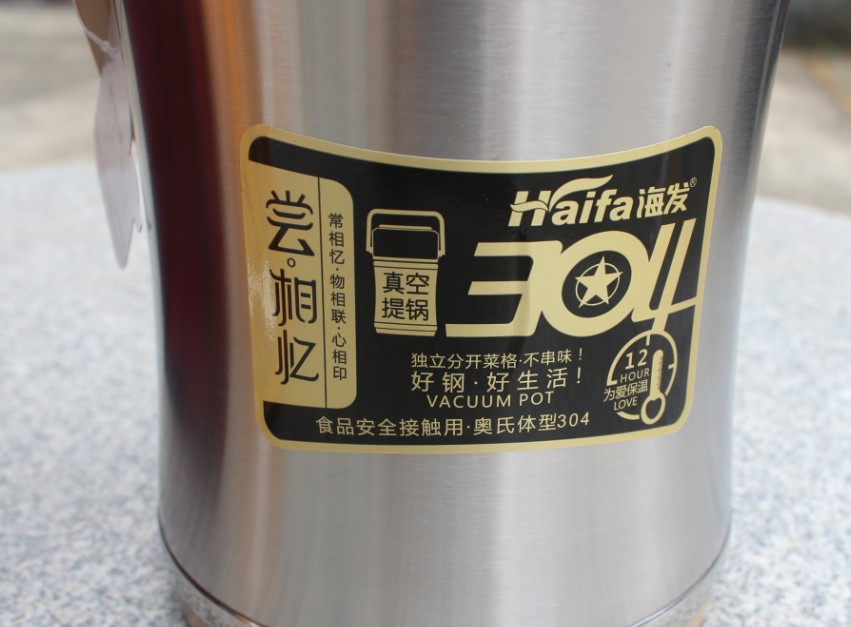 尝·相忆
常相忆·物相联·心相印
真空
提锅
Haifa海发®
304
独立分开菜格·不串味！
好钢·好生活！
VACUUM POT
12
HOUR
为爱保温
LOVE
食品安全接触用·奥氏体型304